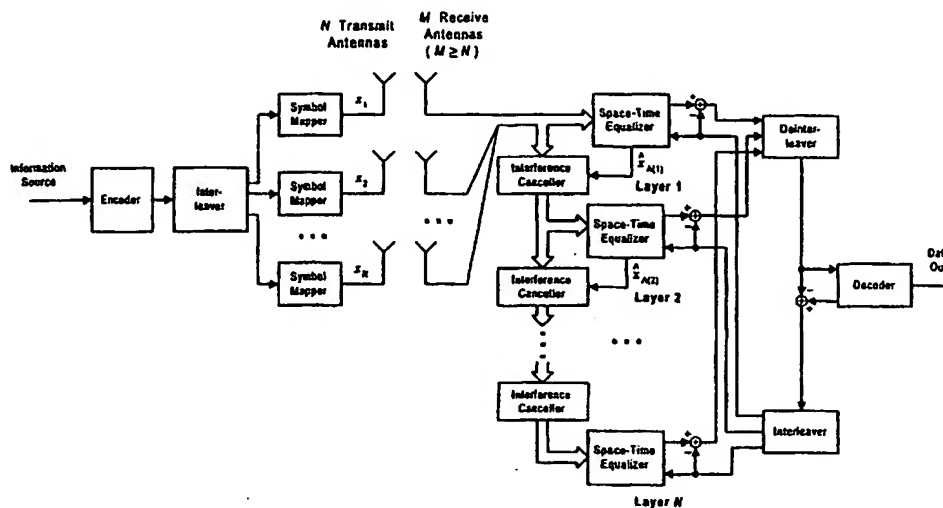 N Transmit
Antennas
M Receive
Antennas
(M ≥ N)
Information
Source
Encoder
Inter-
leaver
Symbol
Mapper
x1
Symbol
Mapper
x2
...
Symbol
Mapper
xN
...
Space-Time
Equalizer
+
−
Interference
Canceller
x̂A(1)
Layer 1
Space-Time
Equalizer
+
−
Interference
Canceller
x̂A(2)
Layer 2
...
Interference
Canceller
Space-Time
Equalizer
+
−
Layer N
Deinter-
leaver
−
+
Decoder
Interleaver